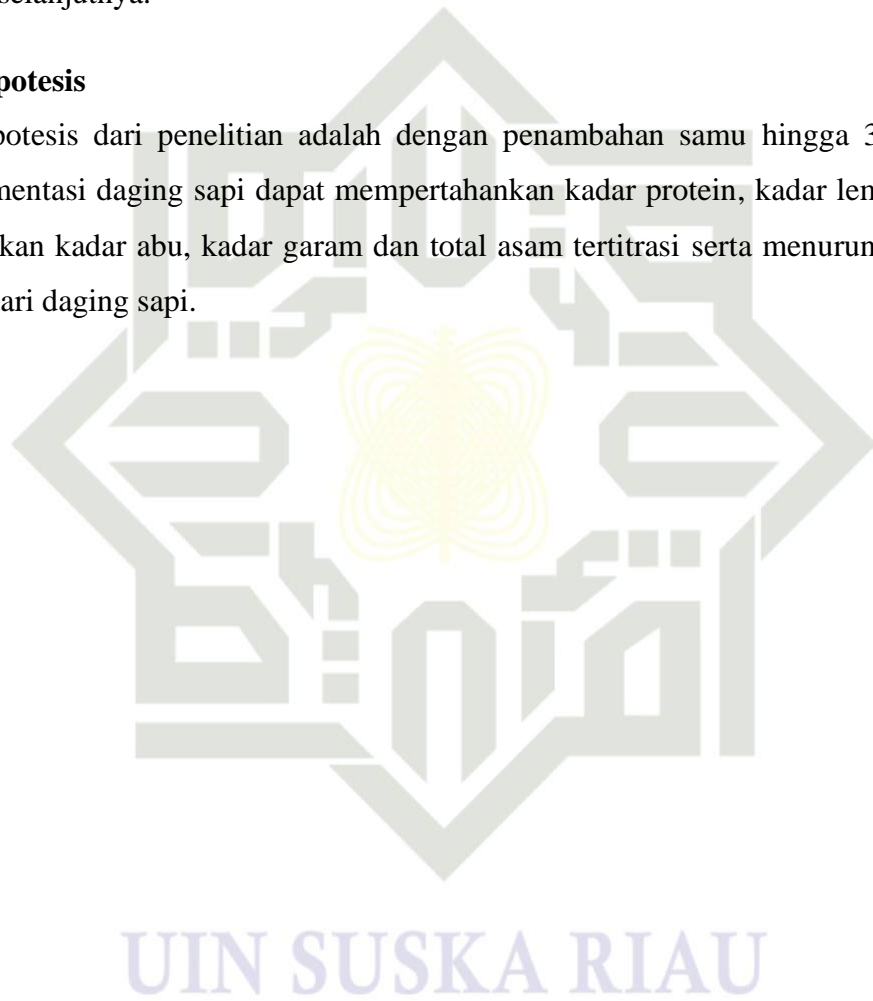 selanjutnya.
potesis
potesis dari penelitian adalah dengan penambahan samu hingga 3
mentasi daging sapi dapat mempertahankan kadar protein, kadar len
kan kadar abu, kadar garam dan total asam tertitrasi serta menurun
ari daging sapi.
UIN SUSKA RIAU